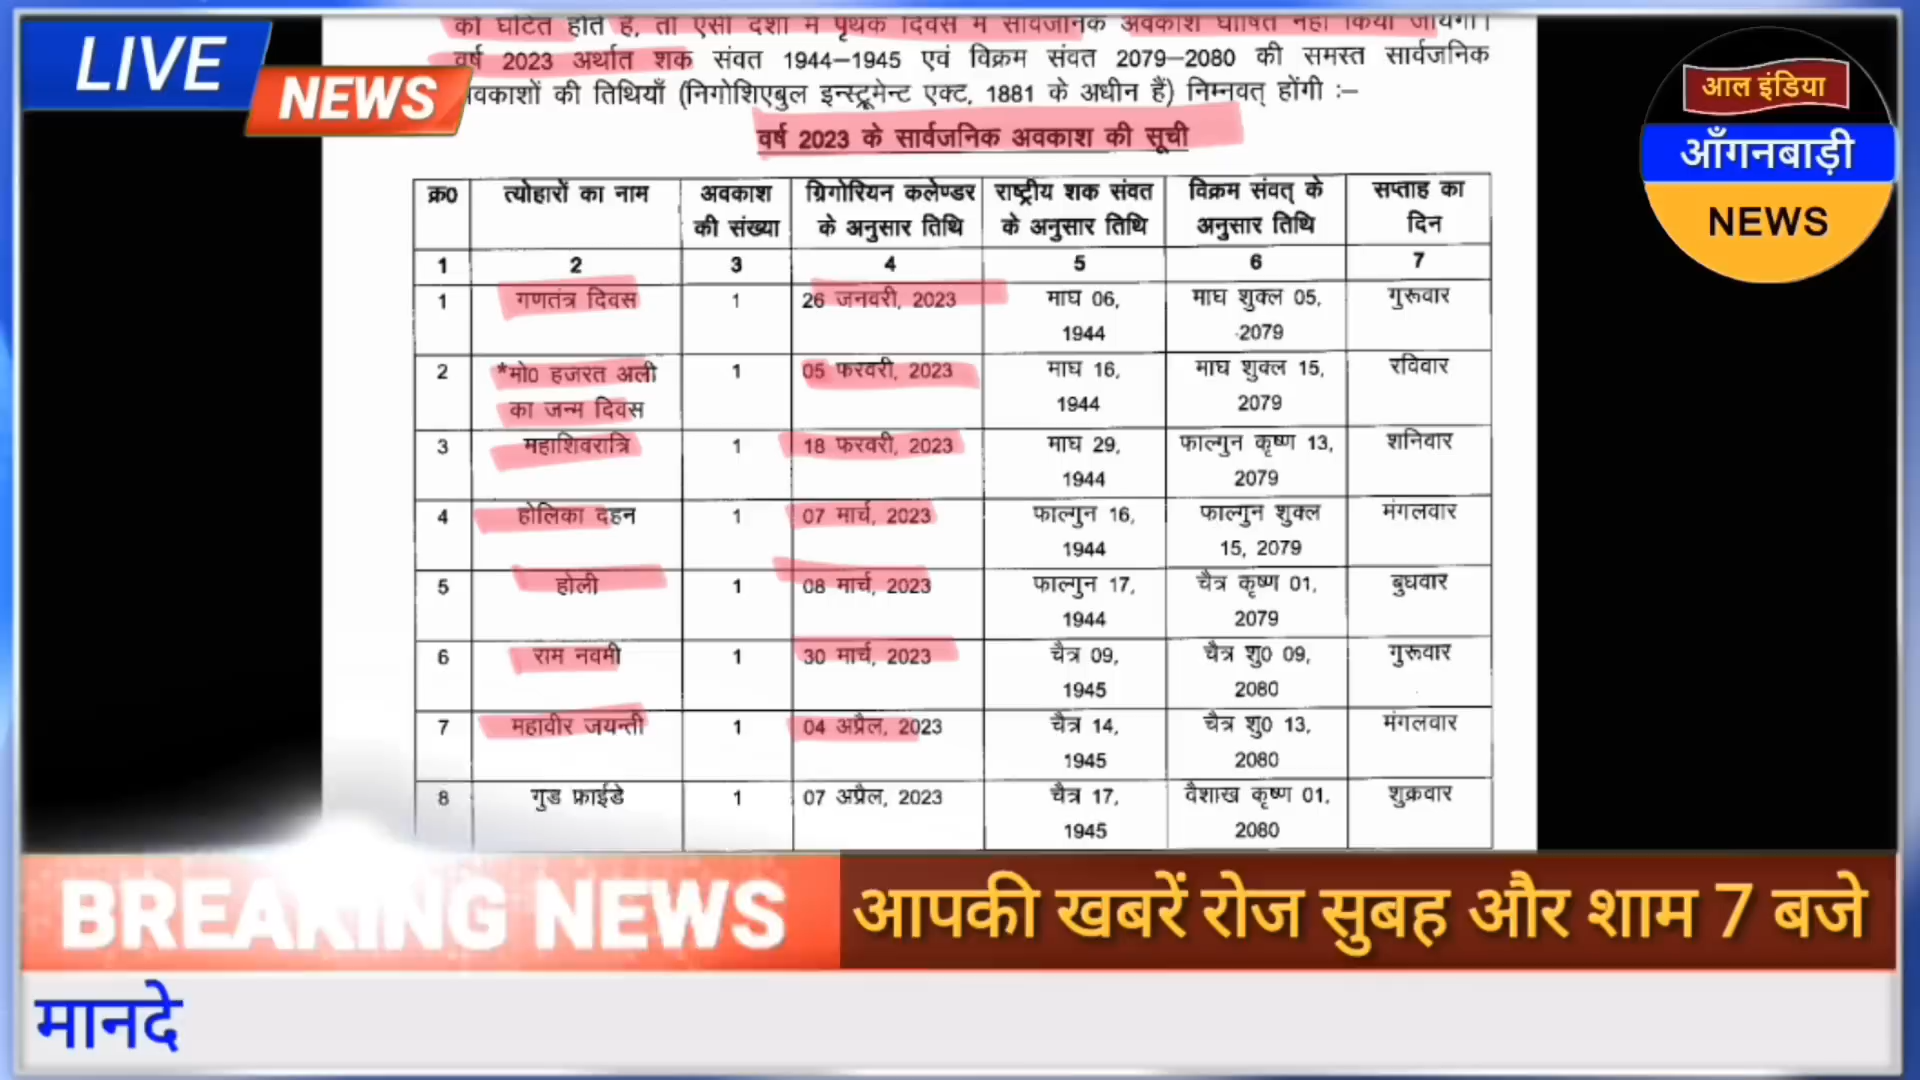 LIVE
NEWS
को घटित होते है, तो ऐसी दशा में पृथक दिवस में सार्वजनिक अवकाश घोषित नहीं किया जायेगा।
वर्ष 2023 अर्थात शक संवत 1944–1945 एवं विक्रम संवत 2079–2080 की समस्त सार्वजनिक
अवकाशों की तिथियाँ (निगोशिएबुल इन्स्ट्रूमेन्ट एक्ट, 1881 के अधीन हैं) निम्नवत् होंगी :–
वर्ष 2023 के सार्वजनिक अवकाश की सूची
आल इंडिया
आँगनबाड़ी
NEWS
क्र0 त्योहारों का नाम अवकाश की संख्या ग्रिगोरियन कलेण्डर के अनुसार तिथि राष्ट्रीय शक संवत के अनुसार तिथि विक्रम संवत् के अनुसार तिथि सप्ताह का दिन
1 2 3 4 5 6 7
1 गणतंत्र दिवस 1 26 जनवरी, 2023 माघ 06, 1944 माघ शुक्ल 05, 2079 गुरूवार
2 *मो0 हजरत अली का जन्म दिवस 1 05 फरवरी, 2023 माघ 16, 1944 माघ शुक्ल 15, 2079 रविवार
3 महाशिवरात्रि 1 18 फरवरी, 2023 माघ 29, 1944 फाल्गुन कृष्ण 13, 2079 शनिवार
4 होलिका दहन 1 07 मार्च, 2023 फाल्गुन 16, 1944 फाल्गुन शुक्ल 15, 2079 मंगलवार
5 होली 1 08 मार्च, 2023 फाल्गुन 17, 1944 चैत्र कृष्ण 01, 2079 बुधवार
6 राम नवमी 1 30 मार्च, 2023 चैत्र 09, 1945 चैत्र शु0 09, 2080 गुरूवार
7 महावीर जयन्ती 1 04 अप्रैल, 2023 चैत्र 14, 1945 चैत्र शु0 13, 2080 मंगलवार
8 गुड फ्राईडे 1 07 अप्रैल, 2023 चैत्र 17, 1945 वैशाख कृष्ण 01, 2080 शुक्रवार
BREAKING NEWS
आपकी खबरें रोज सुबह और शाम 7 बजे
मानदे